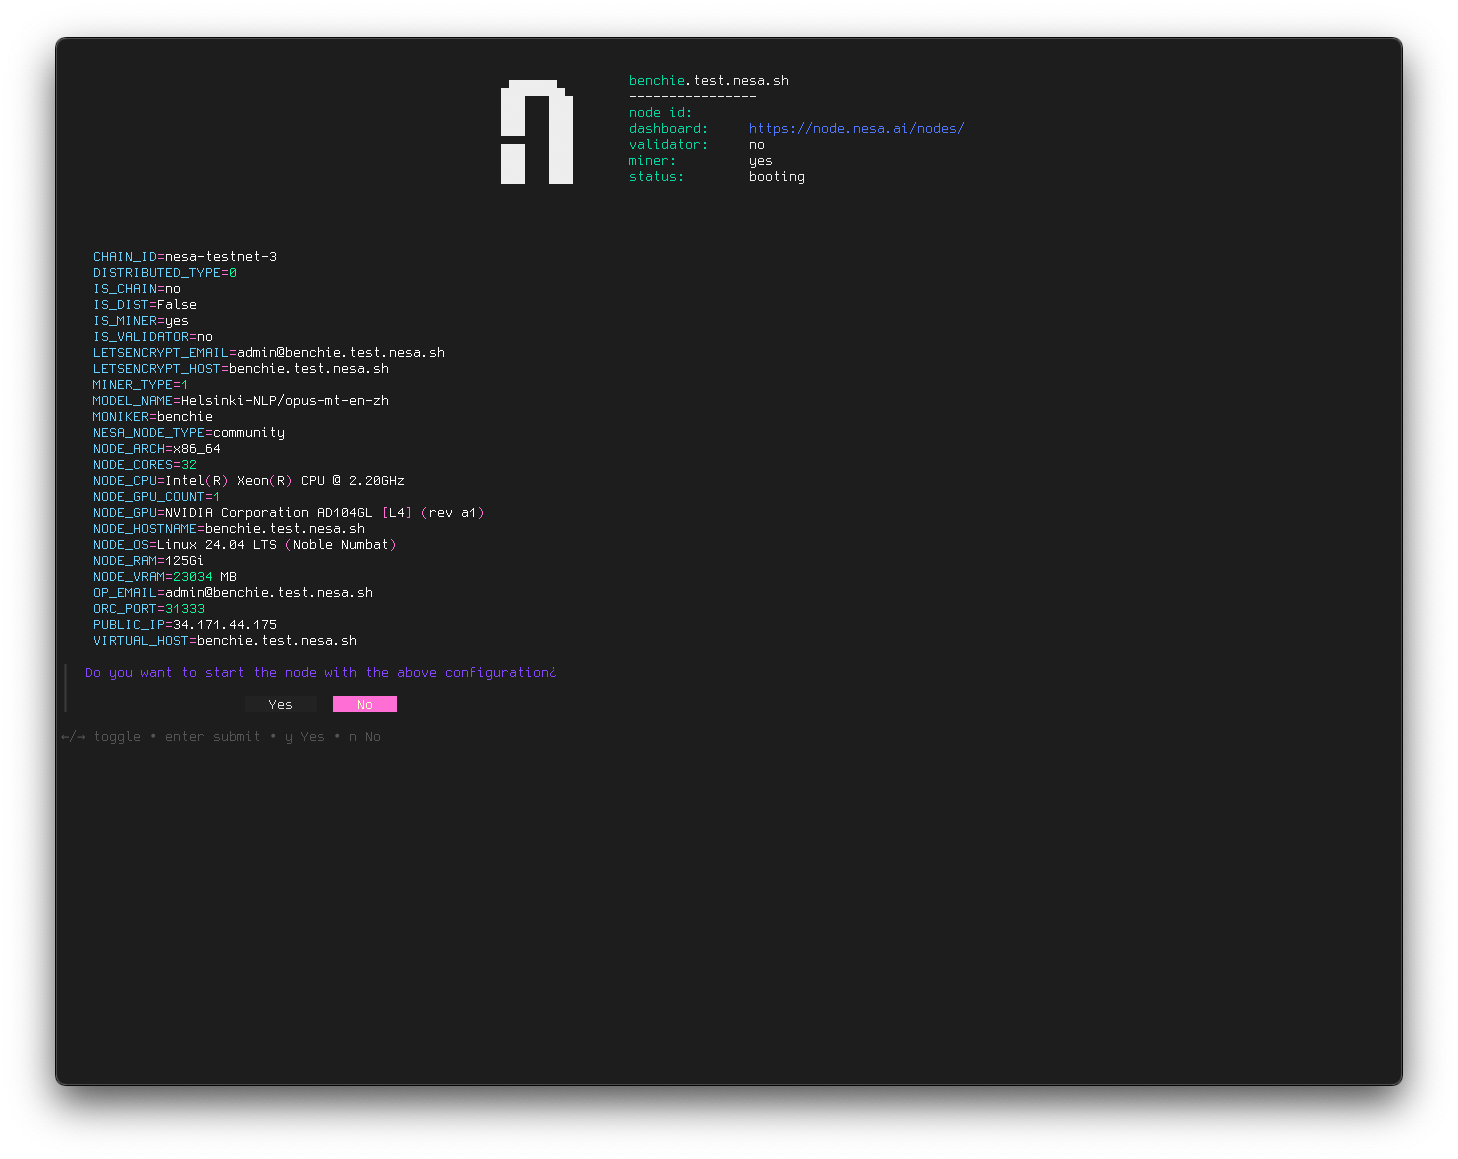 benchie.test.nesa.sh
----------------
node id:
dashboard: https://node.nesa.ai/nodes/
validator: no
miner: yes
status: booting
CHAIN_ID=nesa-testnet-3
DISTRIBUTED_TYPE=0
IS_CHAIN=no
IS_DIST=False
IS_MINER=yes
IS_VALIDATOR=no
LETSENCRYPT_EMAIL=admin@benchie.test.nesa.sh
LETSENCRYPT_HOST=benchie.test.nesa.sh
MINER_TYPE=1
MODEL_NAME=Helsinki-NLP/opus-mt-en-zh
MONIKER=benchie
NESA_NODE_TYPE=community
NODE_ARCH=x86_64
NODE_CORES=32
NODE_CPU=Intel(R) Xeon(R) CPU @ 2.20GHz
NODE_GPU_COUNT=1
NODE_GPU=NVIDIA Corporation AD104GL [L4] (rev a1)
NODE_HOSTNAME=benchie.test.nesa.sh
NODE_OS=Linux 24.04 LTS (Noble Numbat)
NODE_RAM=125Gi
NODE_VRAM=23034 MB
OP_EMAIL=admin@benchie.test.nesa.sh
ORC_PORT=31333
PUBLIC_IP=34.171.44.175
VIRTUAL_HOST=benchie.test.nesa.sh
Do you want to start the node with the above configuration¿
Yes No
←/→ toggle • enter submit • y Yes • n No